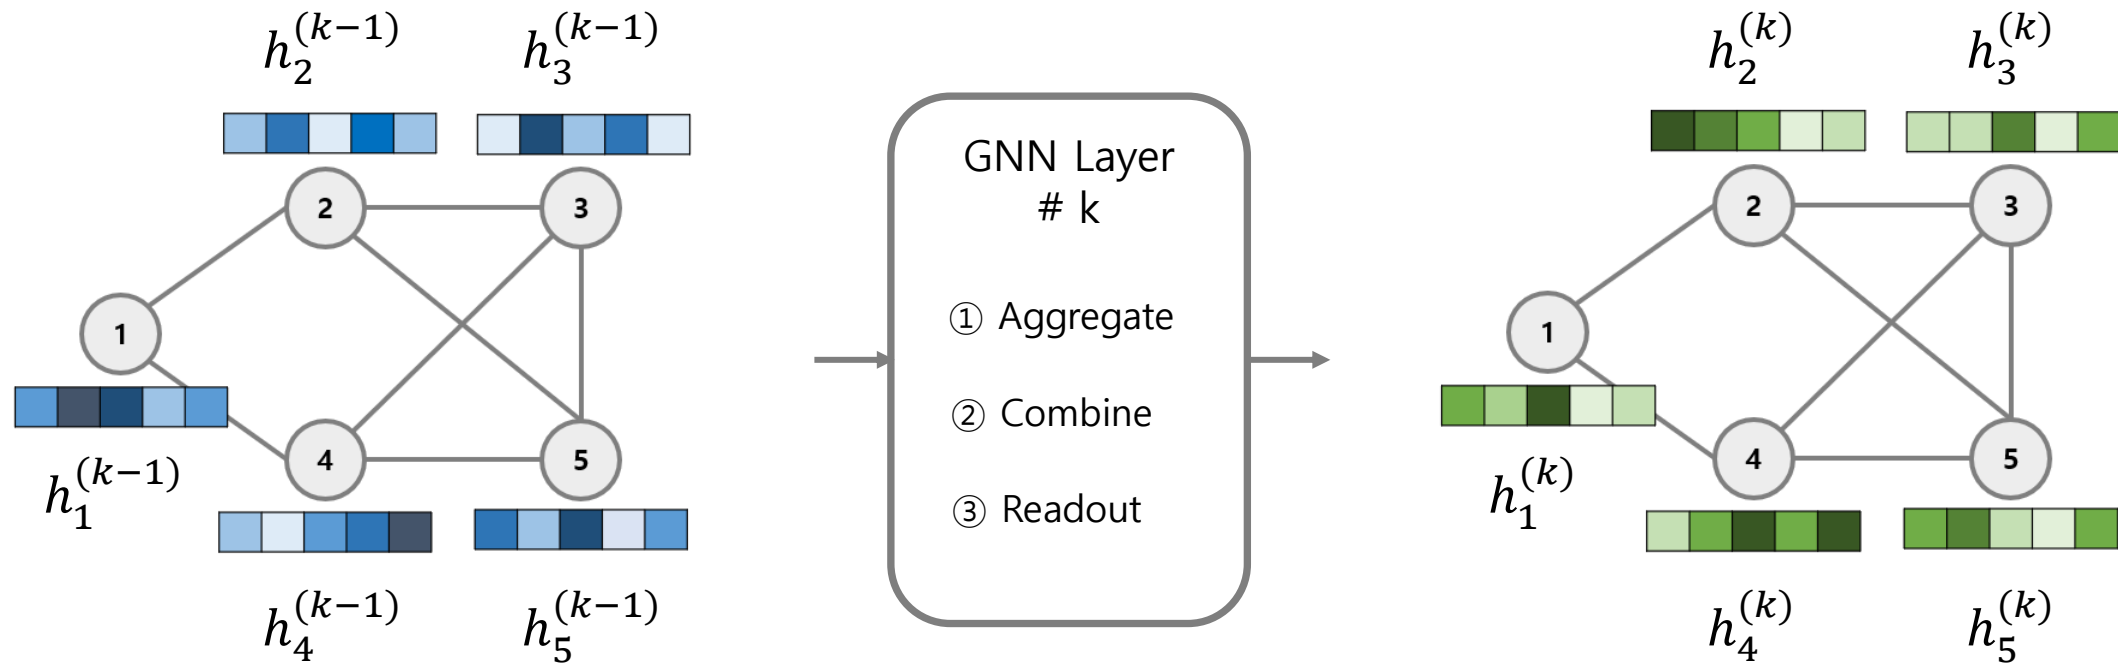 h_2^{(k−1)} h_3^{(k−1)}
2 3
1
h_1^{(k−1)}
4 5
h_4^{(k−1)} h_5^{(k−1)}
GNN Layer
# k
① Aggregate
② Combine
③ Readout
h_2^{(k)} h_3^{(k)}
2 3
1
h_1^{(k)}
4 5
h_4^{(k)} h_5^{(k)}